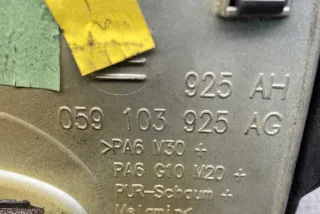 925 AH
059 103 925 AG
>PA6 M30 +
PA6 G10 M20 +
PUR-Schaum +